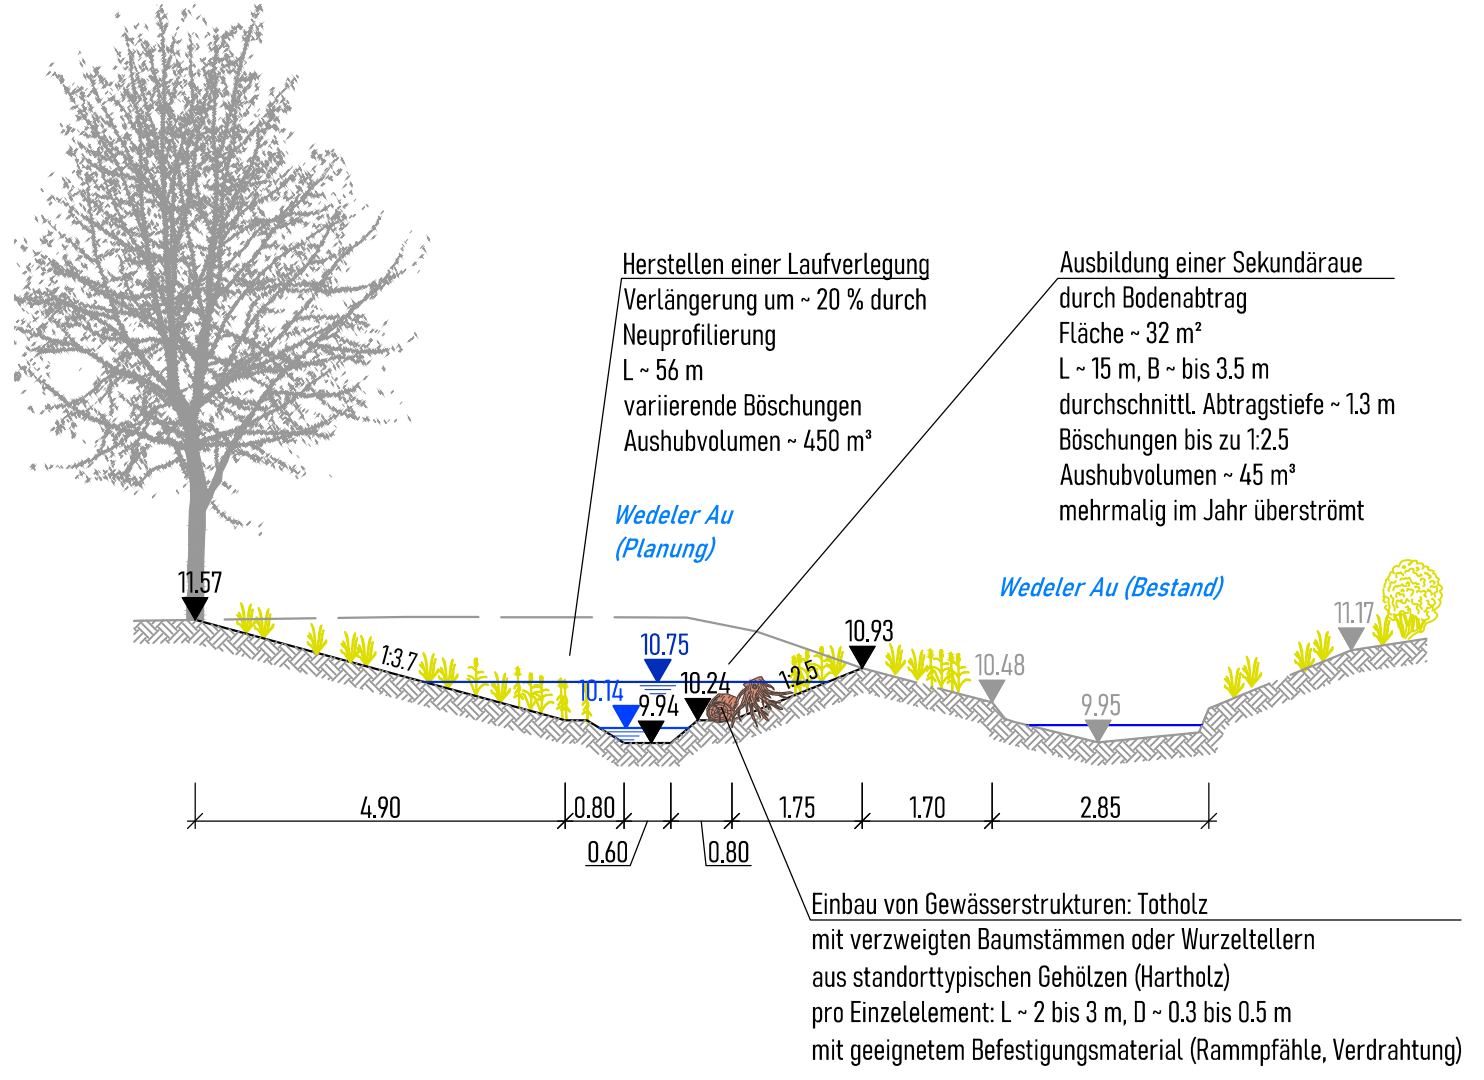 Herstellen einer Laufverlegung
Verlängerung um ~ 20 % durch
Neuprofilierung
L ~ 56 m
variierende Böschungen
Aushubvolumen ~ 450 m³
Ausbildung einer Sekundäraue
durch Bodenabtrag
Fläche ~ 32 m²
L ~ 15 m, B ~ bis 3.5 m
durchschnittl. Abtragstiefe ~ 1.3 m
Böschungen bis zu 1:2.5
Aushubvolumen ~ 45 m³
mehrmalig im Jahr überströmt
Wedeler Au
(Planung)
Wedeler Au (Bestand)
11.57
1:3.7
10.75
10.14
9.94
10.24
1:2.5
10.93
10.48
9.95
11.17
4.90
0.80
0.60
0.80
1.75
1.70
2.85
Einbau von Gewässerstrukturen: Totholz
mit verzweigten Baumstämmen oder Wurzeltellern
aus standorttypischen Gehölzen (Hartholz)
pro Einzelelement: L ~ 2 bis 3 m, D ~ 0.3 bis 0.5 m
mit geeignetem Befestigungsmaterial (Rammpfähle, Verdrahtung)